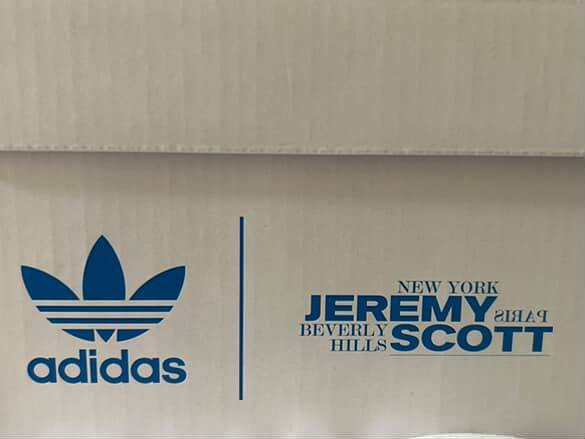 adidas
NEW YORK
JEREMY PARIS
BEVERLY SCOTT
HILLS